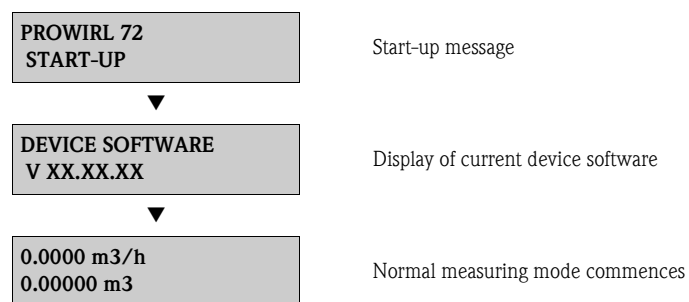 PROWIRL 72
START-UP
Start-up message
▼
DEVICE SOFTWARE
V XX.XX.XX
Display of current device software
▼
0.0000 m3/h
0.00000 m3
Normal measuring mode commences